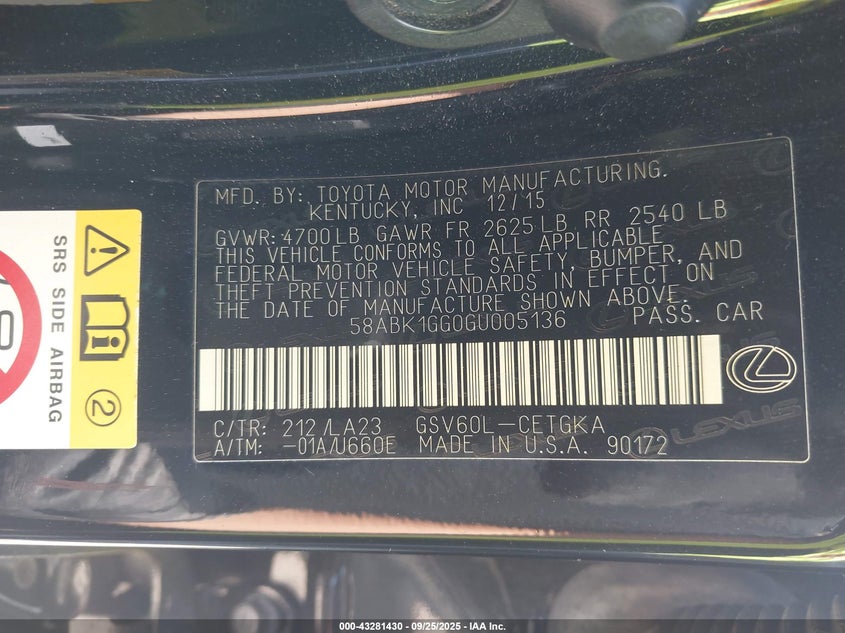 MFD. BY: TOYOTA MOTOR MANUFACTURING.
KENTUCKY, INC 12/15
GVWR: 4700 LB GAWR FR 2625 LB RR 2540 LB
THIS VEHICLE CONFORMS TO ALL APPLICABLE
FEDERAL MOTOR VEHICLE SAFETY, BUMPER, AND
THEFT PREVENTION STANDARDS IN EFFECT ON
THE DATE OF MANUFACTURE SHOWN ABOVE.
58ABK1GG0GU005136 PASS. CAR
C/TR: 212/LA23 GSV60L-CETGKA
A/TM: -01A/U660E MADE IN U.S.A. 90172
LEXUS
SRS SIDE AIRBAG
2
000-43281430 - 09/25/2025 - IAA Inc.